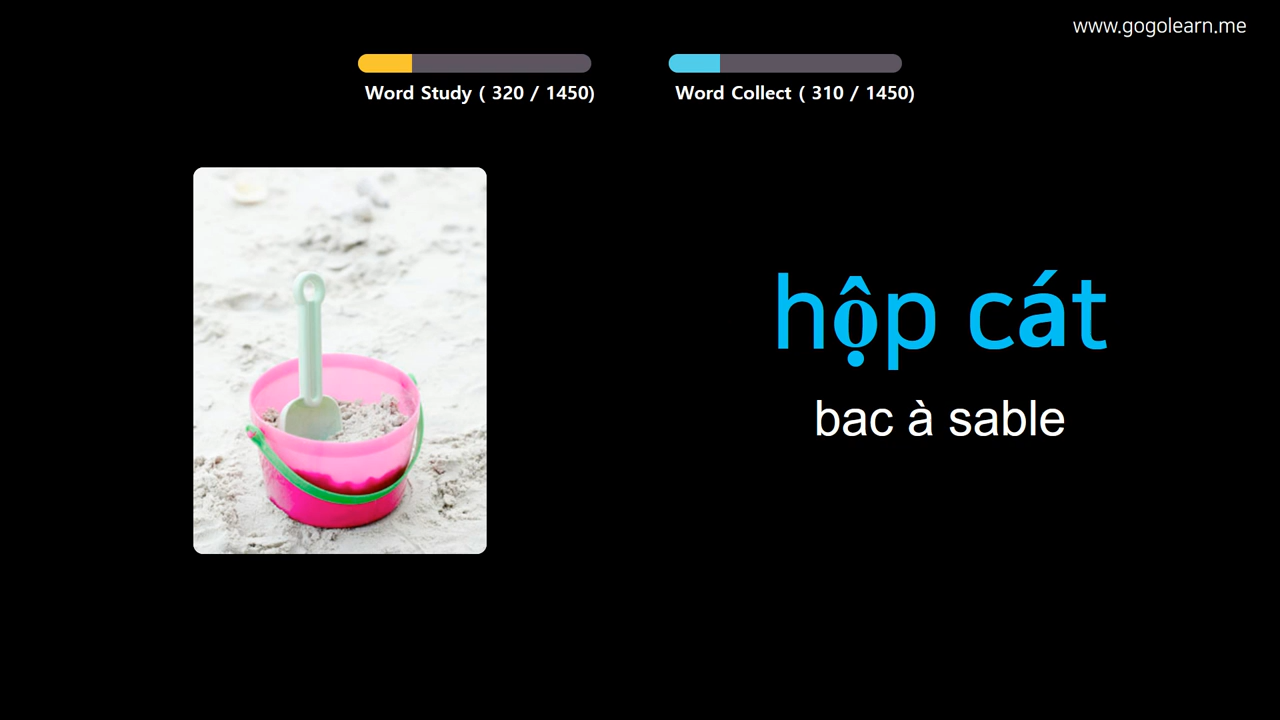 www.gogolearn.me
Word Study ( 320 / 1450)
Word Collect ( 310 / 1450)
hộp cát
bac à sable